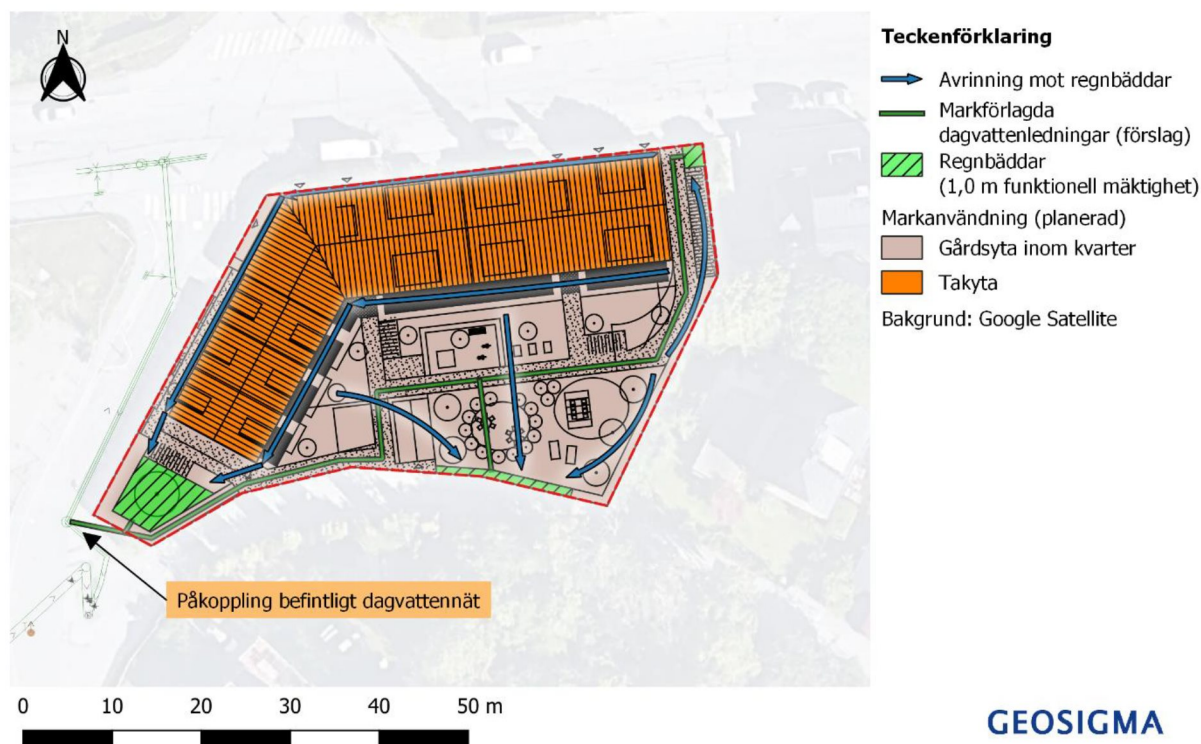 N
Teckenförklaring
Avrinning mot regnbäddar
Markförlagda
dagvattenledningar (förslag)
Regnbäddar
(1,0 m funktionell mäktighet)
Markanvändning (planerad)
Gårdsyta inom kvarter
Takyta
Bakgrund: Google Satellite
Påkoppling befintligt dagvattennät
0 10 20 30 40 50 m
GEOSIGMA